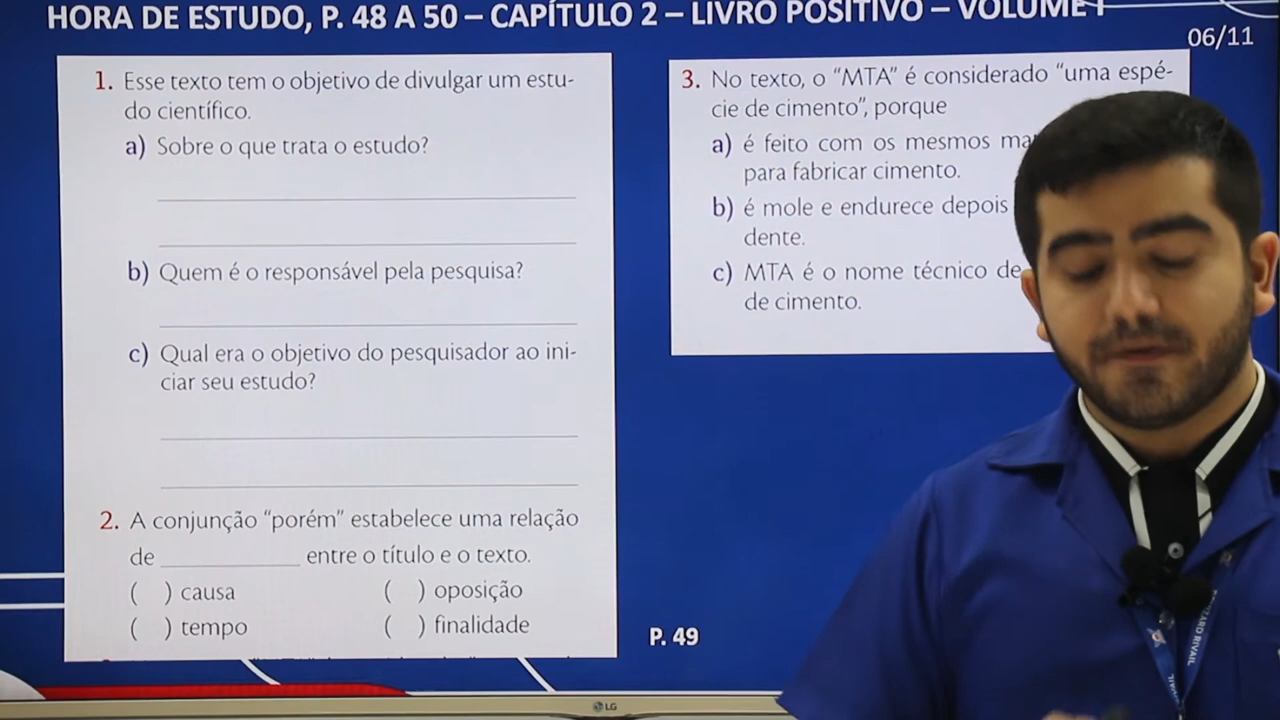 HORA DE ESTUDO, P. 48 A 50 – CAPÍTULO 2 – LIVRO POSITIVO – VOLUME I
06/11
1. Esse texto tem o objetivo de divulgar um estu-
do científico.
a) Sobre o que trata o estudo?
b) Quem é o responsável pela pesquisa?
c) Qual era o objetivo do pesquisador ao ini-
ciar seu estudo?
2. A conjunção “porém” estabelece uma relação
de ____________ entre o título e o texto.
( ) causa ( ) oposição
( ) tempo ( ) finalidade
3. No texto, o “MTA” é considerado “uma espé-
cie de cimento”, porque
a) é feito com os mesmos
para fabricar cimento.
b) é mole e endurece depois
dente.
c) MTA é o nome técnico de
de cimento.
P. 49
LG
RIVAIL